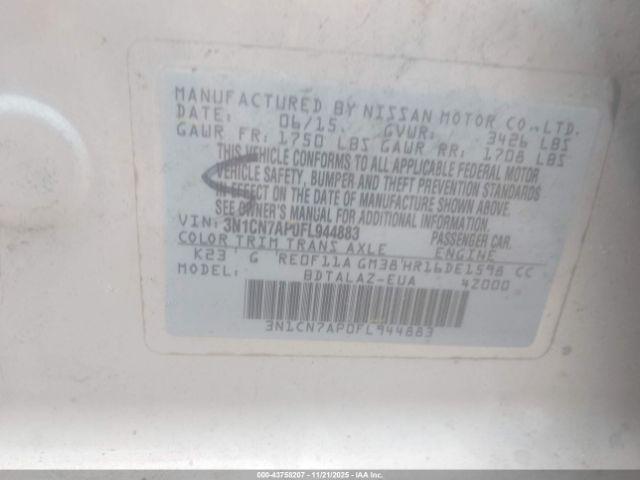 MANUFACTURED BY NISSAN MOTOR CO.,LTD.
DATE: 06/15. GVWR: 3426 LBS
GAWR FR: 1750 LBS GAWR RR: 1708 LBS
THIS VEHICLE CONFORMS TO ALL APPLICABLE FEDERAL MOTOR
VEHICLE SAFETY, BUMPER AND THEFT PREVENTION STANDARDS
IN EFFECT ON THE DATE OF MANUFACTURE SHOWN ABOVE.
SEE OWNER'S MANUAL FOR ADDITIONAL INFORMATION.
VIN: 3N1CN7AP0FL944883 PASSENGER CAR
COLOR TRIM TRANS AXLE ENGINE
K23 G RE0F11A GM38 HR16DE1598 CC
MODEL: BDTALAZ-EUA 42000
3N1CN7AP0FL944883
000-43758207 - 11/21/2025 - IAAI.com